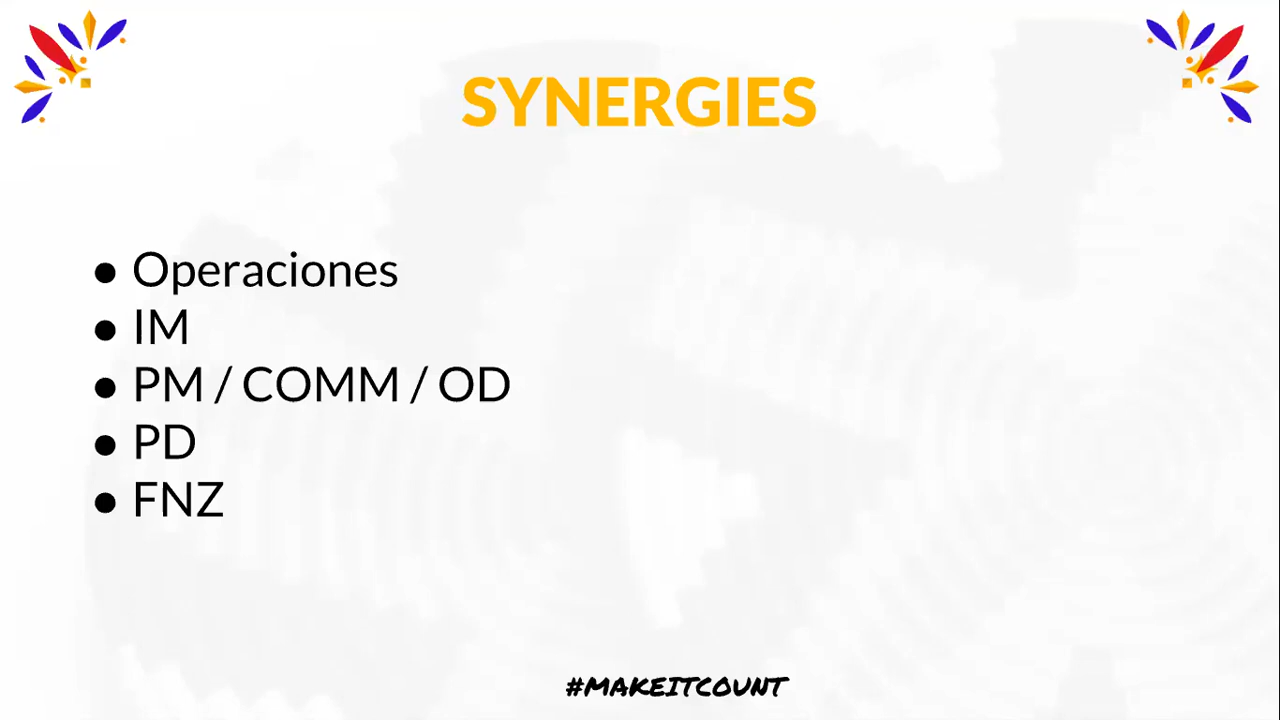 SYNERGIES
● Operaciones
● IM
● PM / COMM / OD
● PD
● FNZ
#MAKEITCOUNT